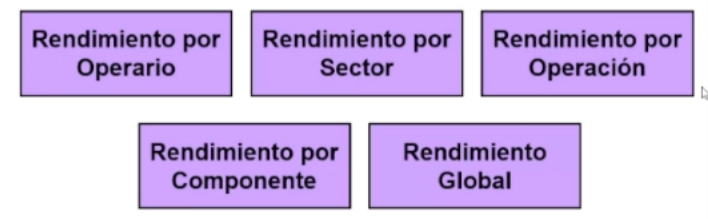 Rendimiento por
Operario
Rendimiento por
Sector
Rendimiento por
Operación
Rendimiento por
Componente
Rendimiento
Global